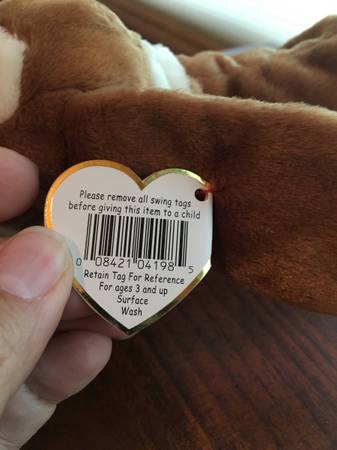 Please remove all swing tags
before giving this item to a child
0 08421 04198 5
Retain Tag For Reference
For ages 3 and up
Surface
Wash